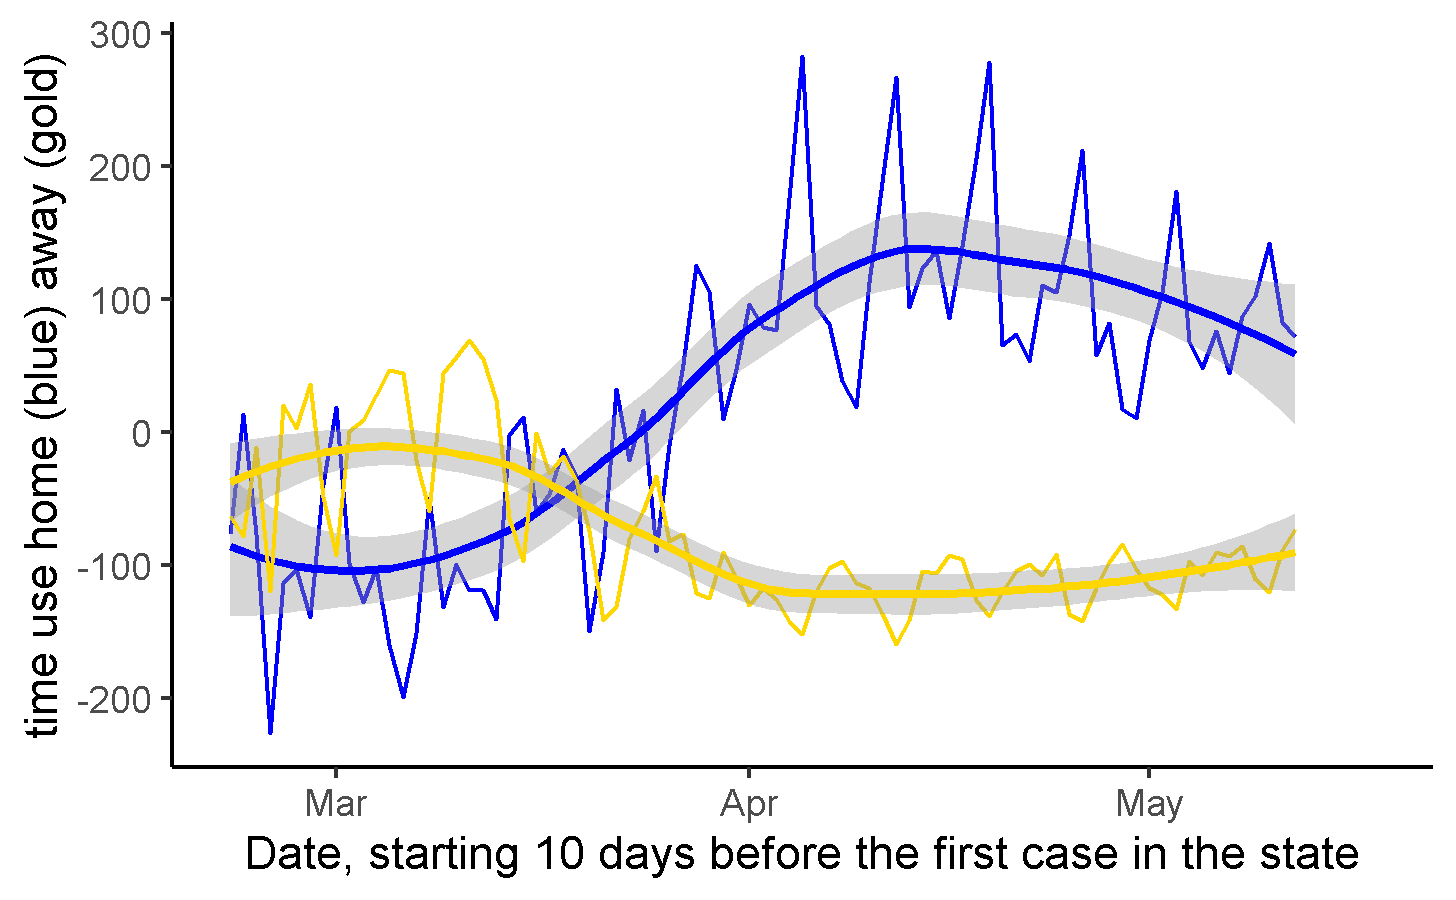 time use home (blue) away (gold)
300
200
100
0
-100
-200
Mar Apr May
Date, starting 10 days before the first case in the state